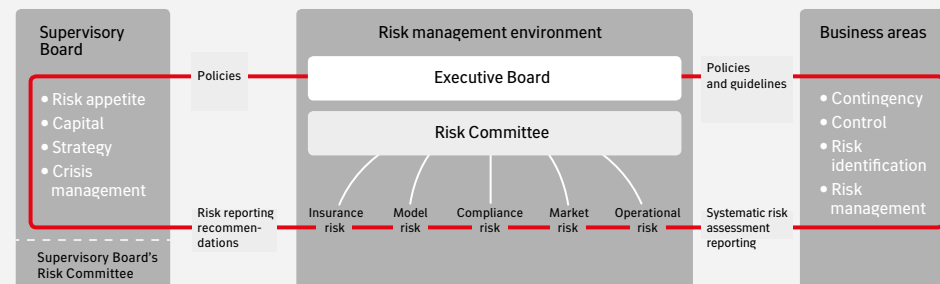 Supervisory
Board
• Risk appetite
• Capital
• Strategy
• Crisis
management
Supervisory Board's
Risk Committee
Policies
Risk reporting
recommen-
dations
Risk management environment
Executive Board
Risk Committee
Insurance
risk
Model
risk
Compliance
risk
Market
risk
Operational
risk
Policies
and guidelines
Systematic risk
assessment
reporting
Business areas
• Contingency
• Control
• Risk
identification
• Risk
management